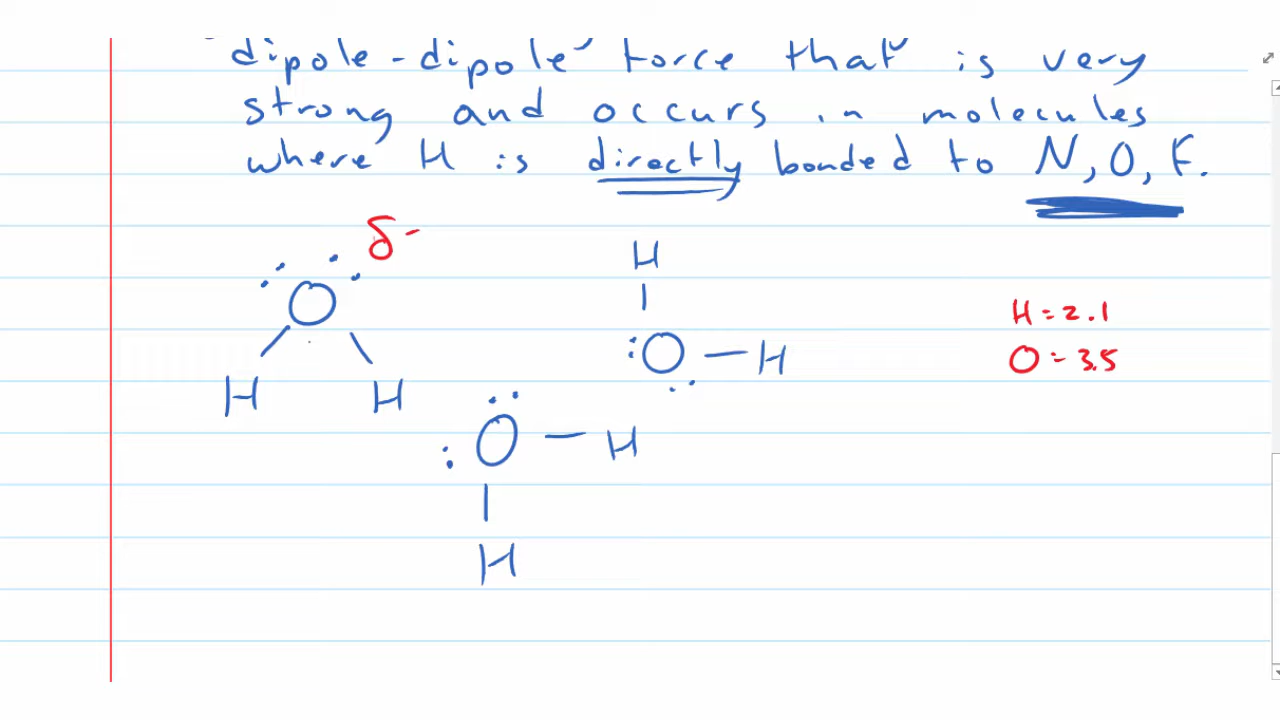 dipole-dipole force that is very
strong and occurs in molecules
where H is directly bonded to N, O, F.
δ-
H
O
H = 2.1
O
H
O = 3.5
H
H
O
H
H